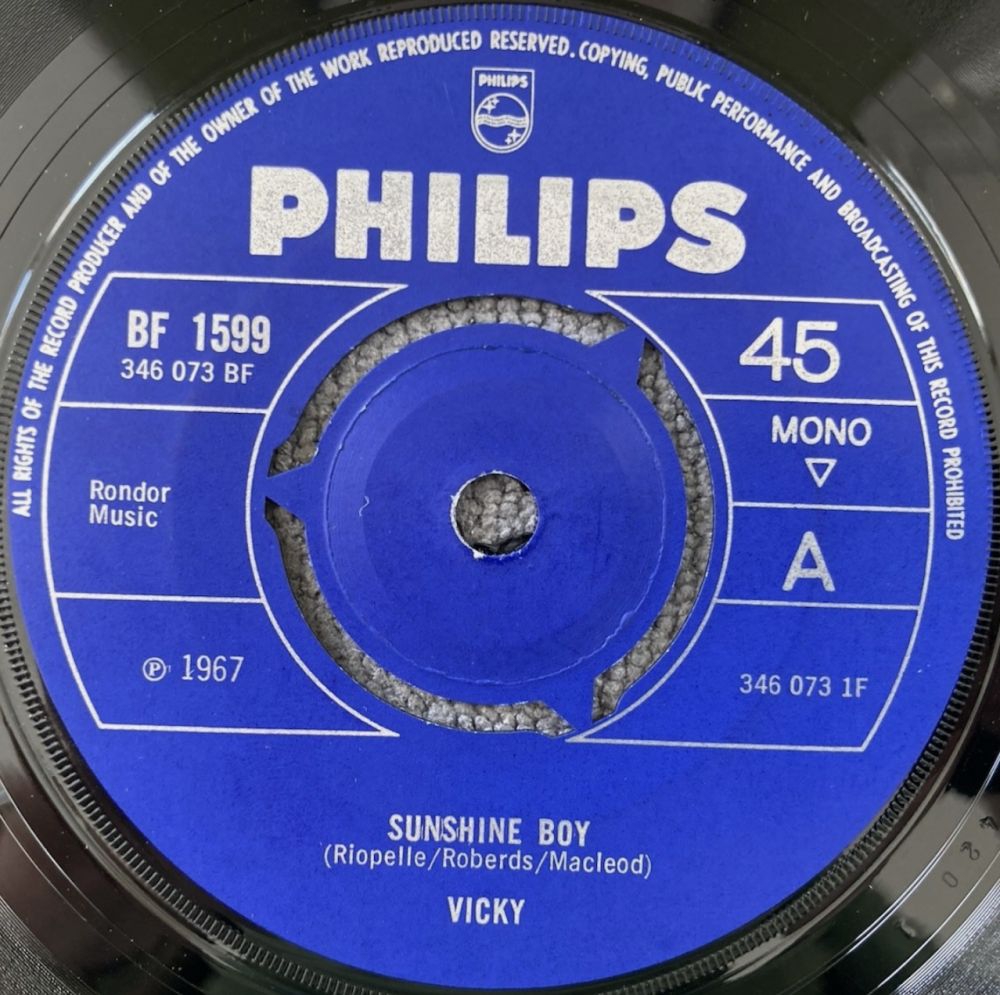 ALL RIGHTS OF THE RECORD PRODUCER AND OF THE OWNER OF THE WORK REPRODUCED RESERVED. COPYING, PUBLIC PERFORMANCE AND BROADCASTING OF THIS RECORD PROHIBITED
PHILIPS
PHILIPS
BF 1599
346 073 BF
45
MONO
Rondor
Music
A
℗ 1967
346 073 1F
SUNSHINE BOY
(Riopelle/Roberds/Macleod)
VICKY